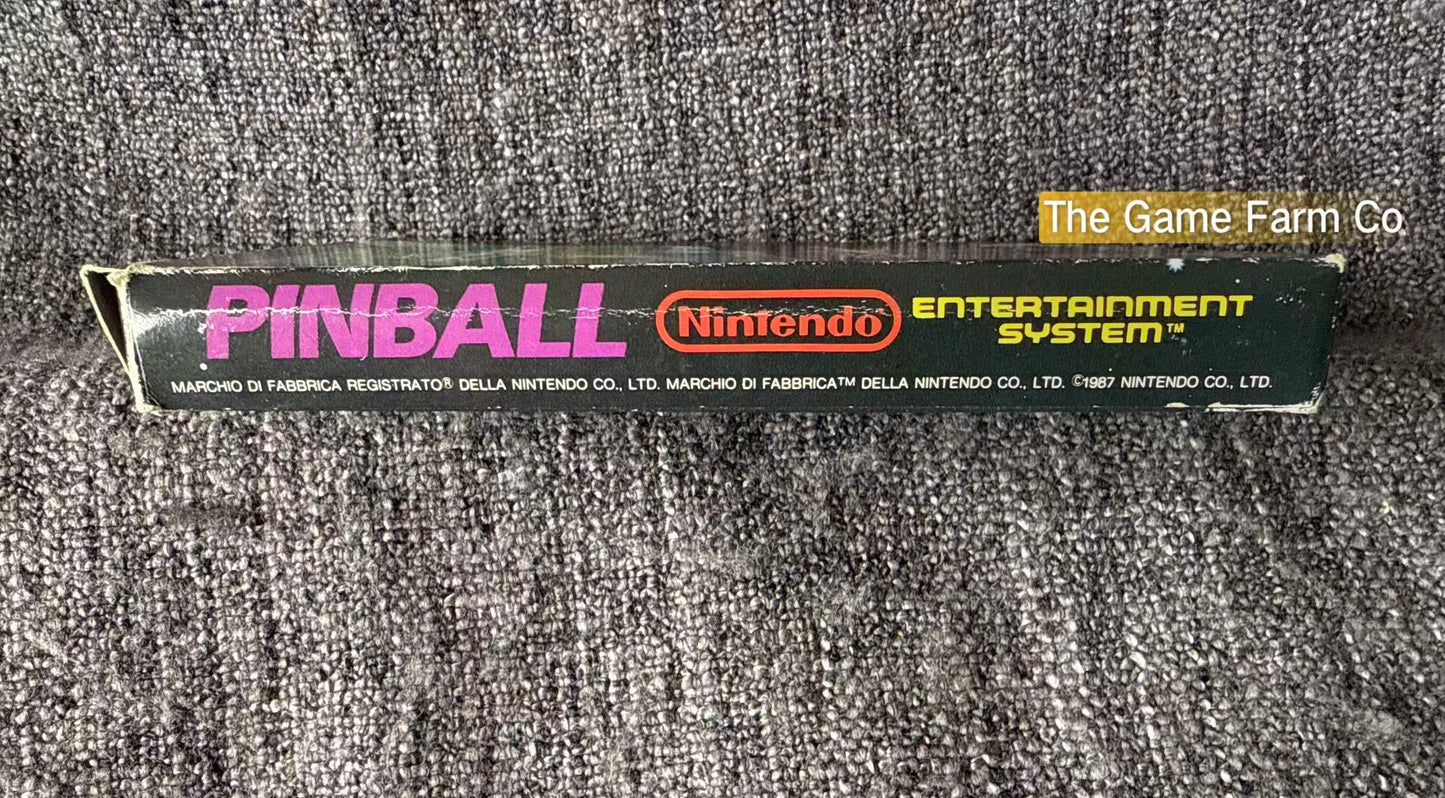 The Game Farm Co
PINBALL Nintendo® ENTERTAINMENT
SYSTEM™
MARCHIO DI FABBRICA REGISTRATO® DELLA NINTENDO CO., LTD. MARCHIO DI FABBRICA™ DELLA NINTENDO CO., LTD. ©1987 NINTENDO CO., LTD.